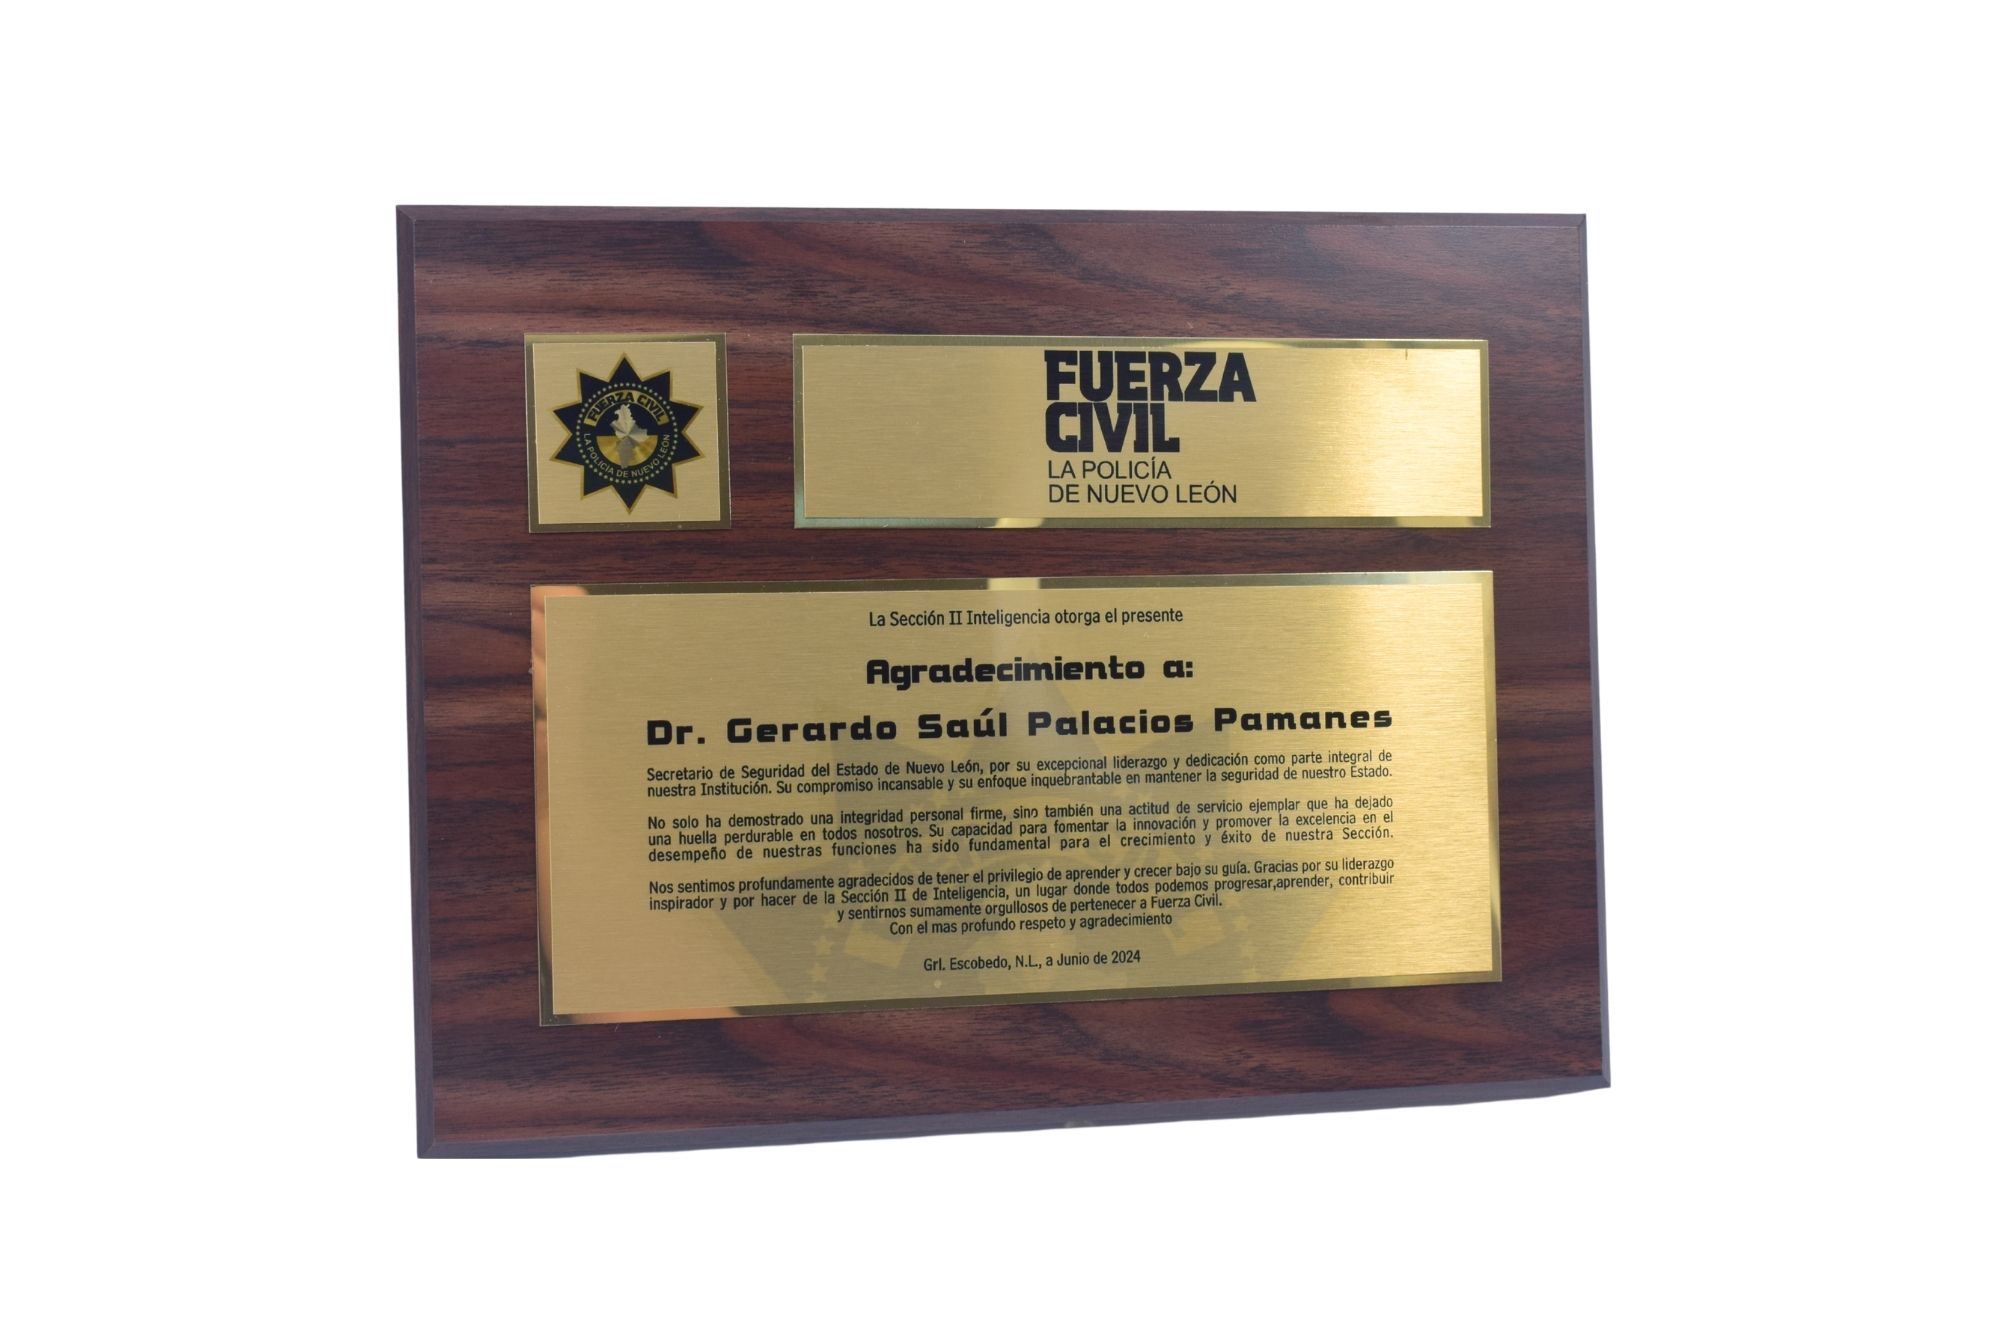 FUERZA CIVIL
LA POLICÍA DE NUEVO LEÓN
FUERZA
CIVIL
LA POLICÍA
DE NUEVO LEÓN
La Sección II Inteligencia otorga el presente
Agradecimiento a:
Dr. Gerardo Saúl Palacios Pamanes
Secretario de Seguridad del Estado de Nuevo León, por su excepcional liderazgo y dedicación como parte integral de
nuestra Institución. Su compromiso incansable y su enfoque inquebrantable en mantener la seguridad de nuestro Estado.
No solo ha demostrado una integridad personal firme, sino también una actitud de servicio ejemplar que ha dejado
una huella perdurable en todos nosotros. Su capacidad para fomentar la innovación y promover la excelencia en el
desempeño de nuestras funciones ha sido fundamental para el crecimiento y éxito de nuestra Sección.
Nos sentimos profundamente agradecidos de tener el privilegio de aprender y crecer bajo su guía. Gracias por su liderazgo
inspirador y por hacer de la Sección II de Inteligencia, un lugar donde todos podemos progresar,aprender, contribuir
y sentirnos sumamente orgullosos de pertenecer a Fuerza Civil.
Con el mas profundo respeto y agradecimiento
Grl. Escobedo, N.L., a Junio de 2024